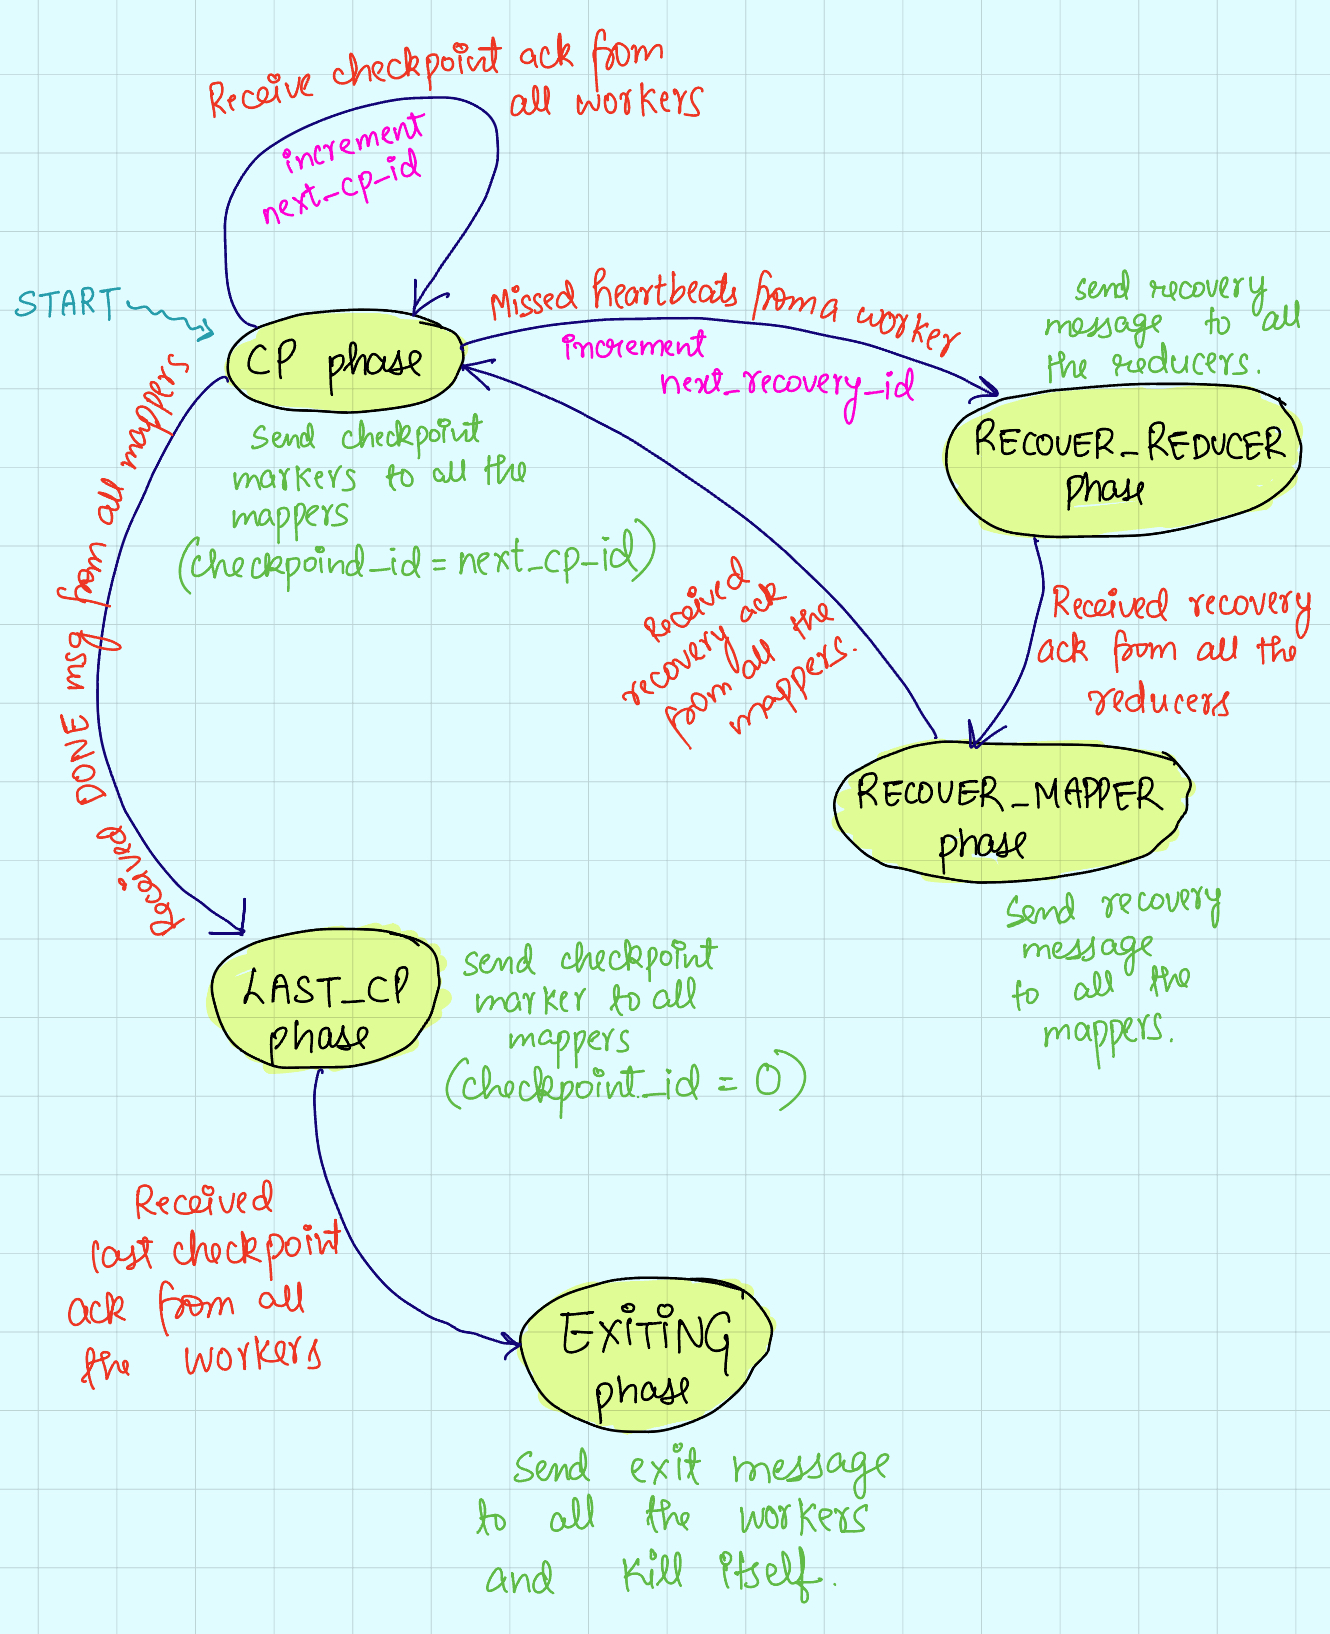 Receive checkpoint ack from
all workers
increment
next_cp_id
START
CP phase
Send checkpoint
markers to all the
mappers
(checkpoind_id = next_cp_id)
Missed heartbeats from a worker
increment
next_recovery_id
send recovery
message to all
the reducers.
RECOVER_REDUCER
phase
Received recovery
ack from all the
reducers
Received
recovery ack
from all the
mappers.
RECOVER_MAPPER
phase
Send recovery
message
to all the
mappers.
Received DONE msg from all mappers
LAST_CP
phase
send checkpoint
marker to all
mappers
(checkpoint_id = 0)
Received
last checkpoint
ack from all
the workers
EXITING
phase
Send exit message
to all the workers
and kill itself.